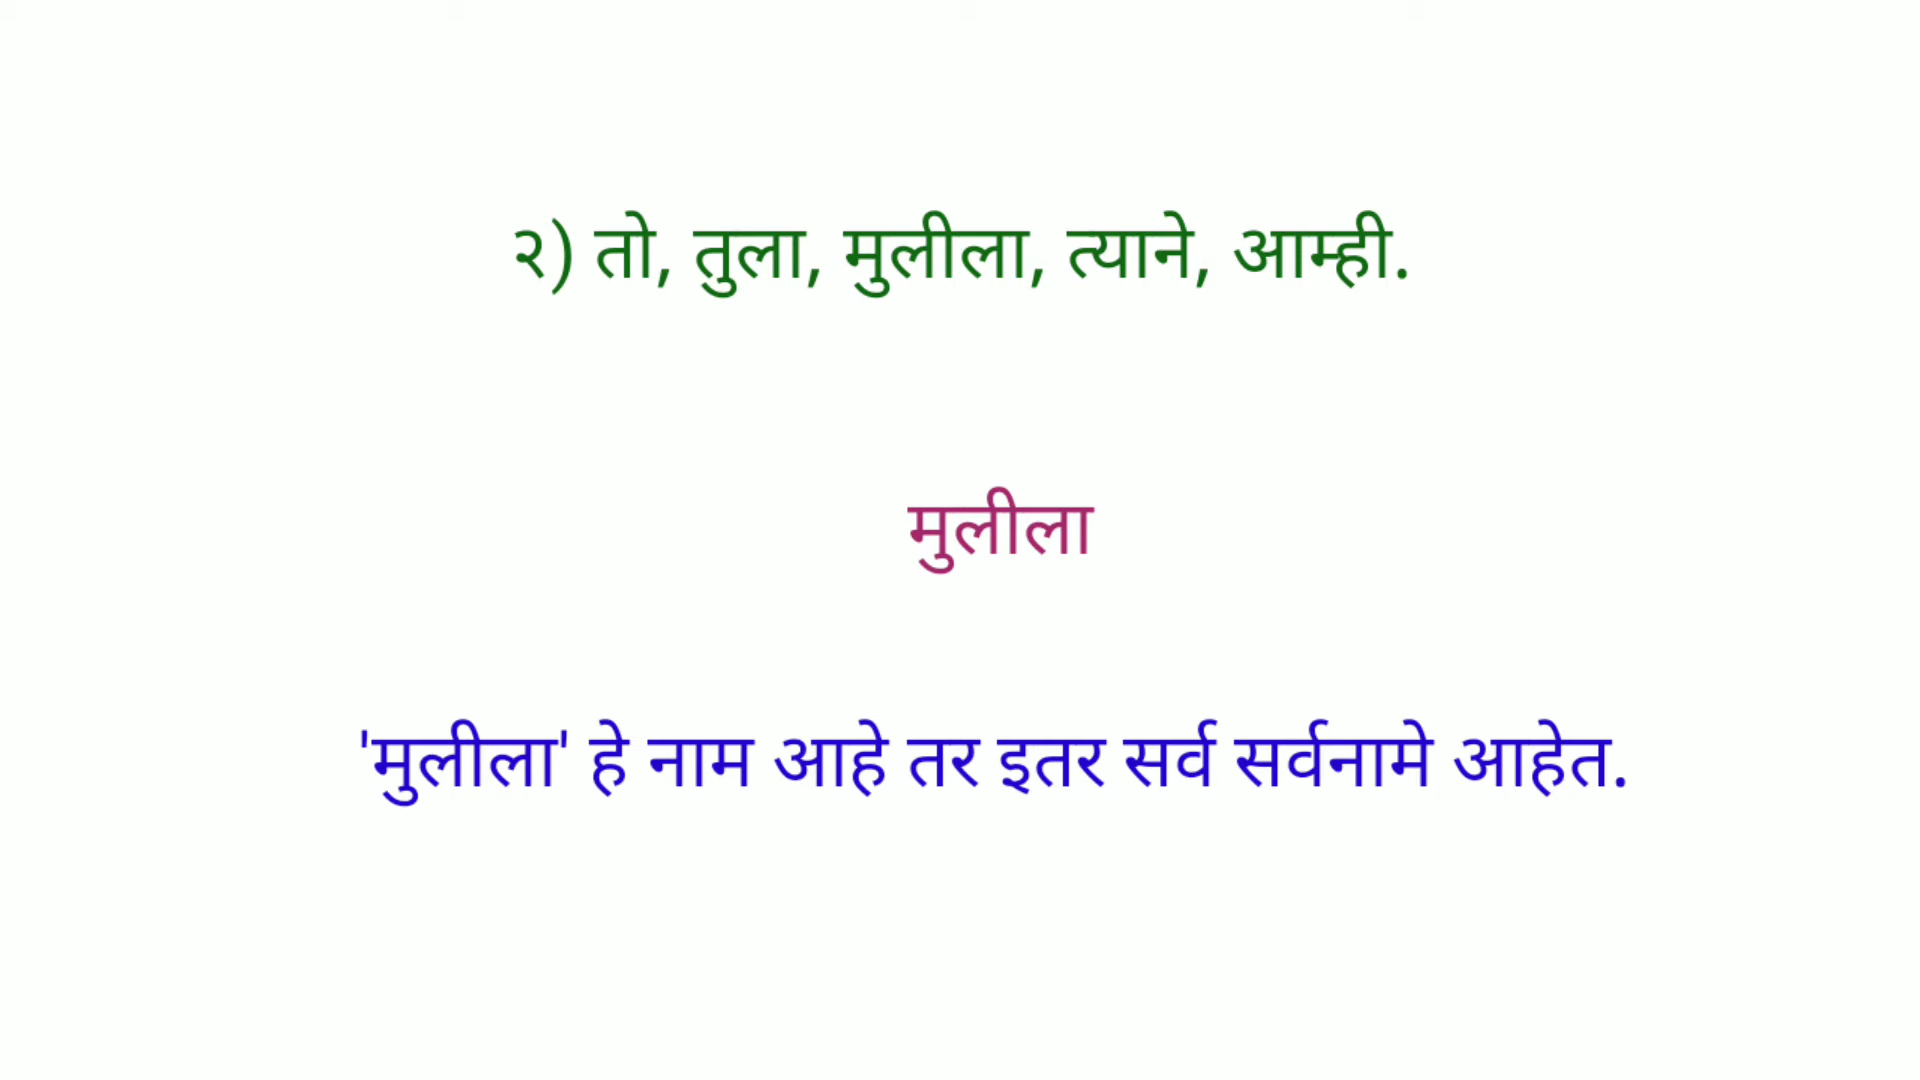 २) तो, तुला, मुलीला, त्याने, आम्ही.
मुलीला
'मुलीला' हे नाम आहे तर इतर सर्व सर्वनामे आहेत.